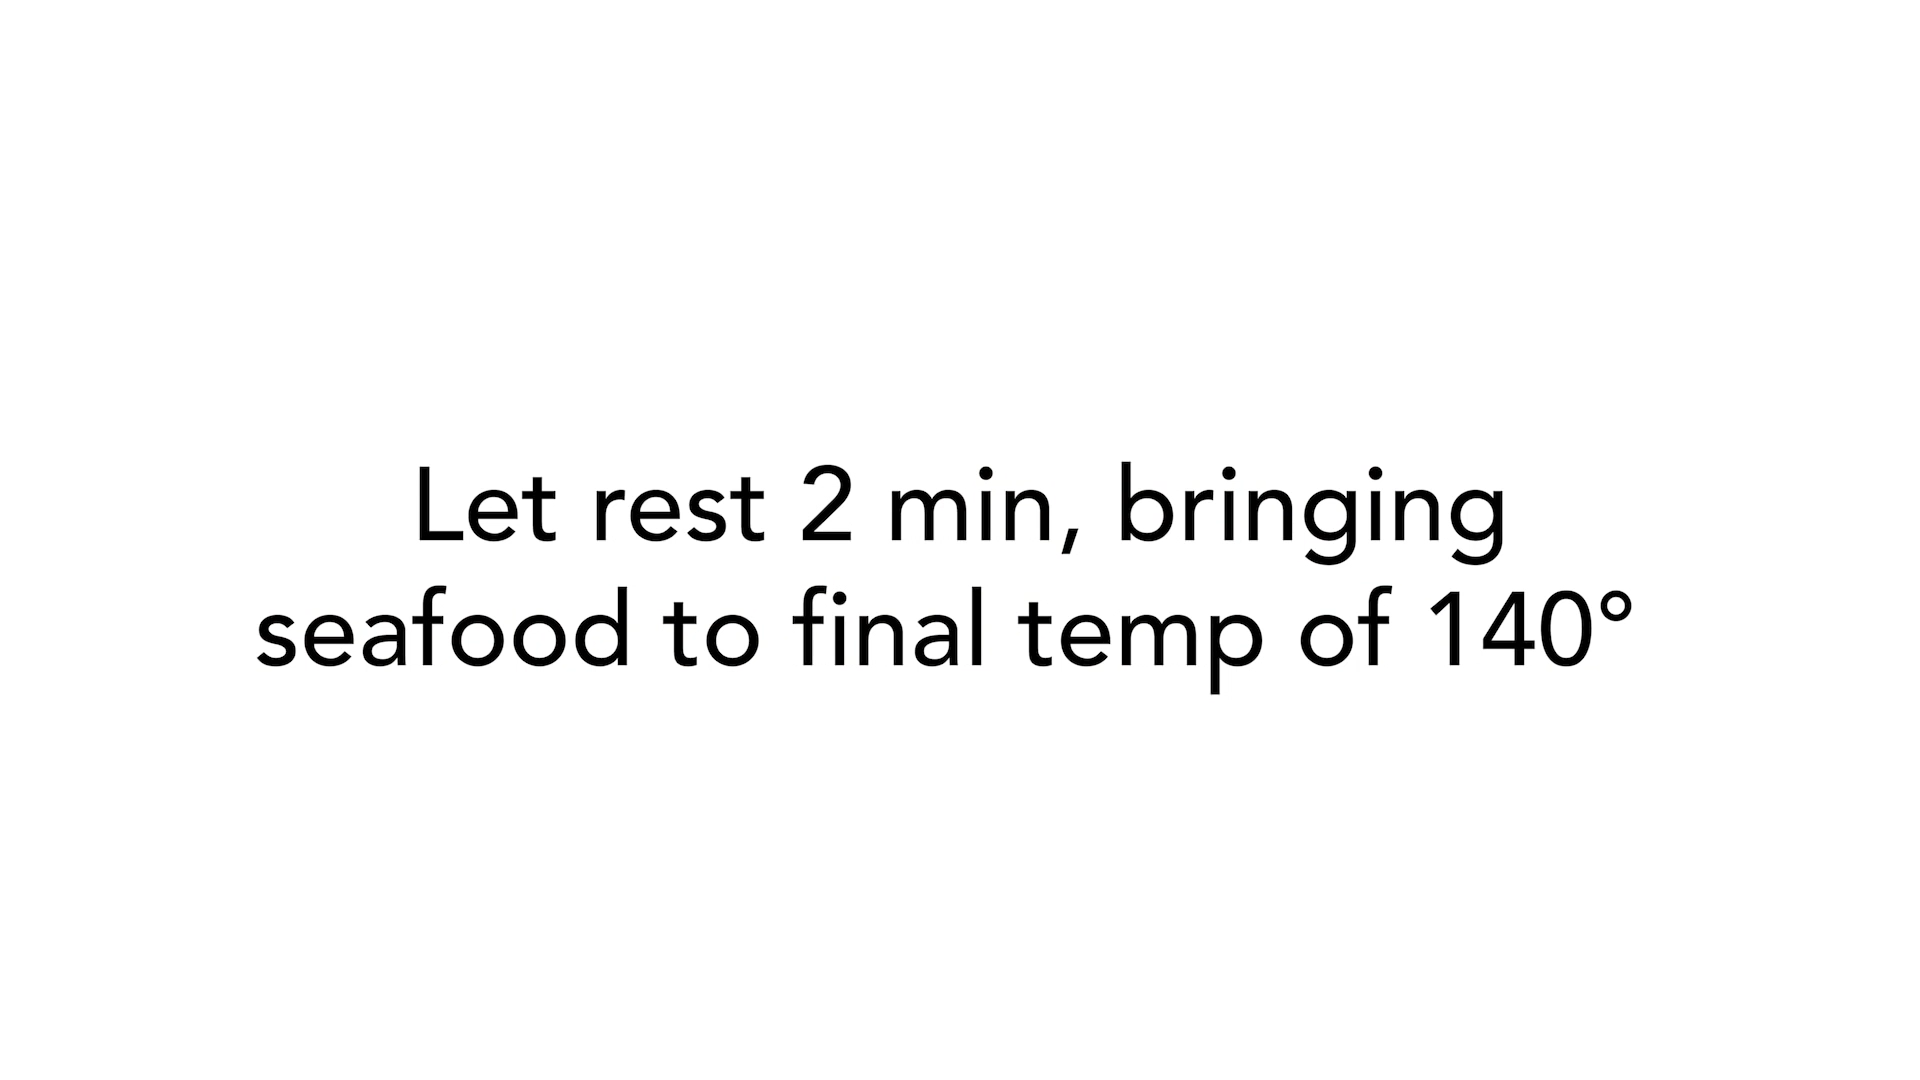 Let rest 2 min, bringing
seafood to final temp of 140°